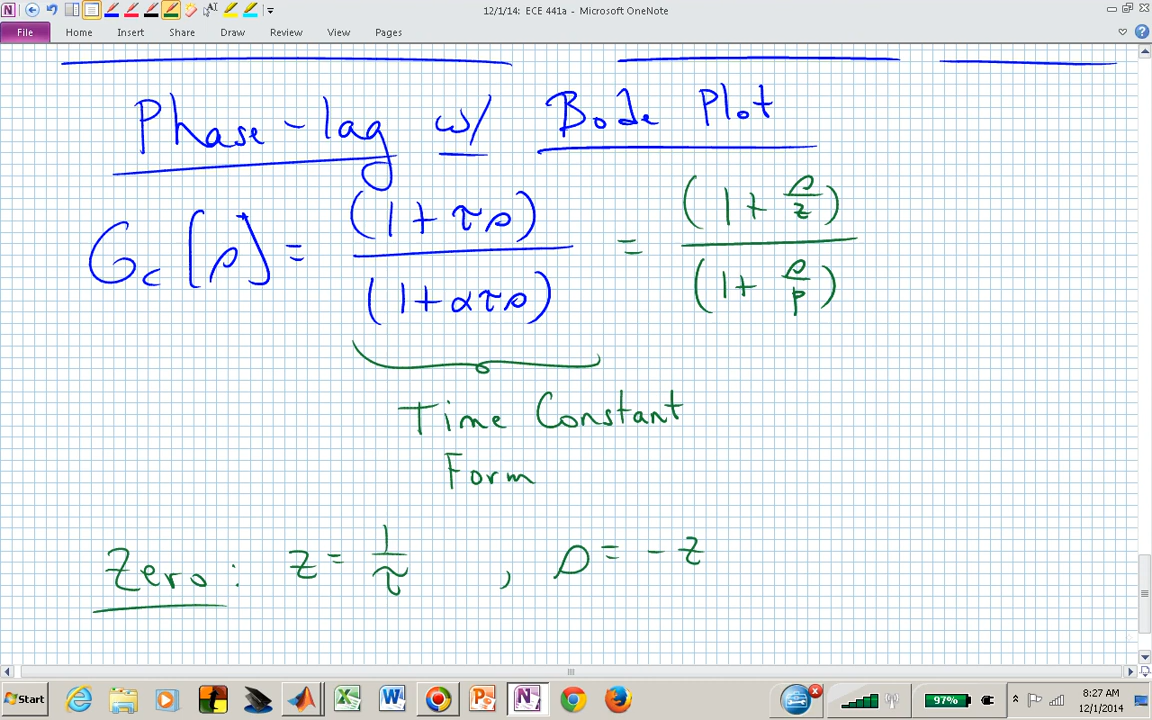 12/1/14: ECE 441a - Microsoft OneNote
File Home Insert Share Draw Review View Pages
Phase-lag w/ Bode Plot
Gc(s) = (1 + τs) / (1 + ατs) = (1 + s/z) / (1 + s/p)
Time Constant
Form
Zero: z = 1/τ , s = -z
Start
97%
8:27 AM
12/1/2014